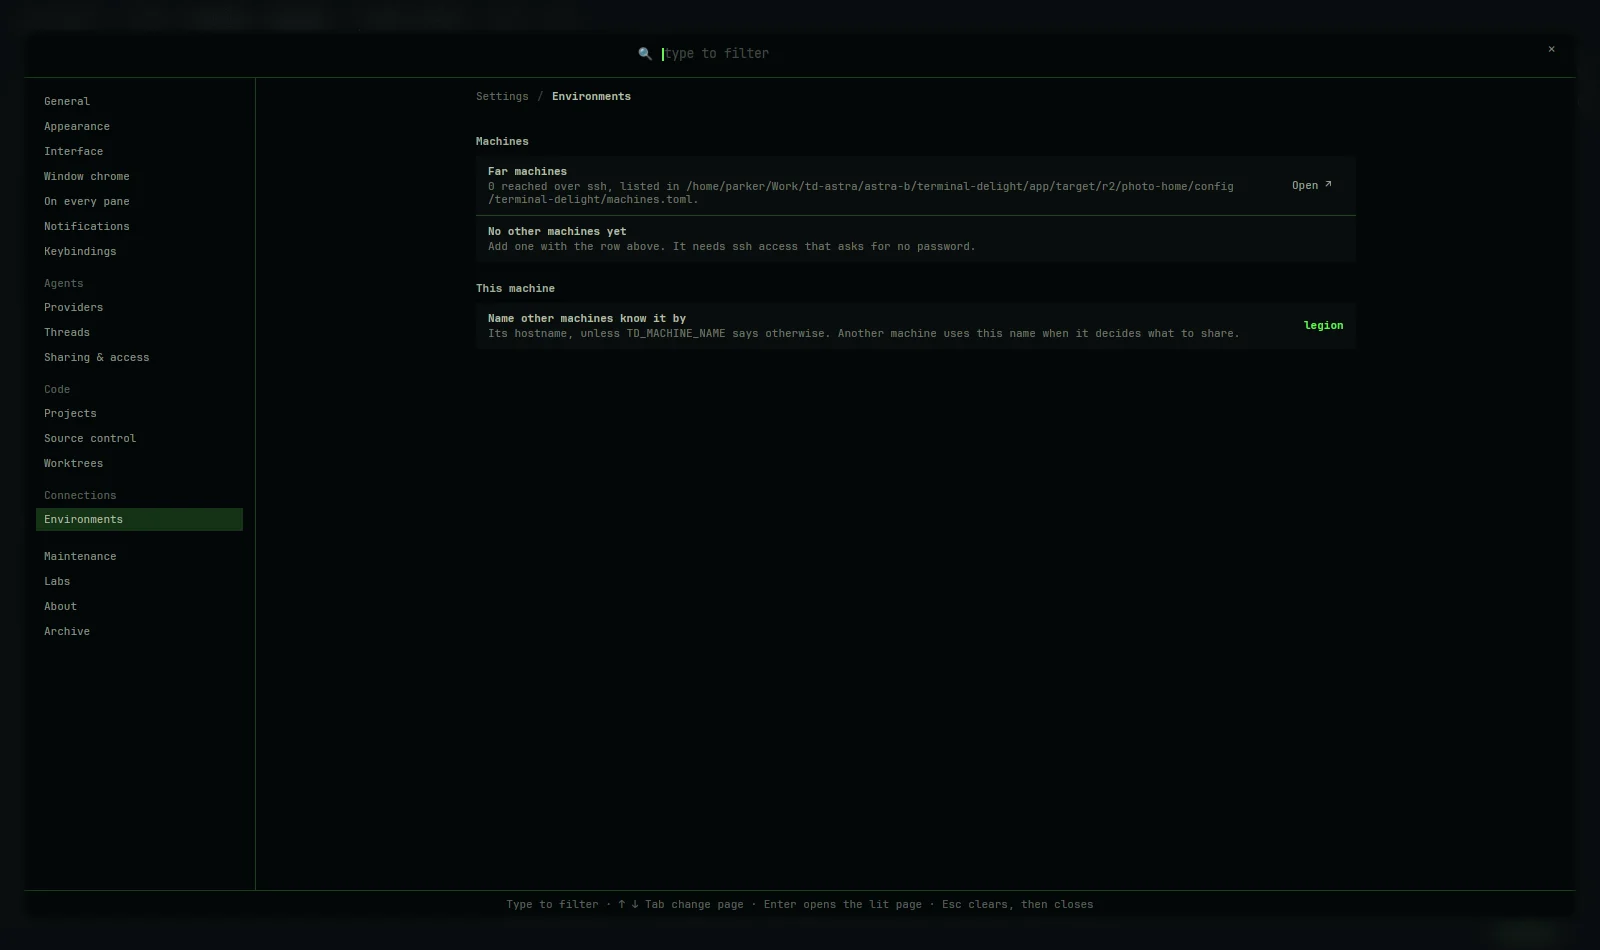 type to filter
×
General
Appearance
Interface
Window chrome
On every pane
Notifications
Keybindings
Agents
Providers
Threads
Sharing & access
Code
Projects
Source control
Worktrees
Connections
Environments
Maintenance
Labs
About
Archive
Settings / Environments
Machines
Far machines
0 reached over ssh, listed in /home/parker/Work/td-astra/astra-b/terminal-delight/app/target/r2/photo-home/config
/terminal-delight/machines.toml.
Open ↗
No other machines yet
Add one with the row above. It needs ssh access that asks for no password.
This machine
Name other machines know it by
Its hostname, unless TD_MACHINE_NAME says otherwise. Another machine uses this name when it decides what to share.
legion
Type to filter · ↑ ↓ Tab change page · Enter opens the lit page · Esc clears, then closes